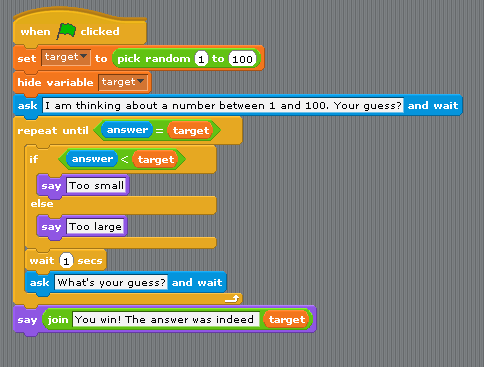 when clicked
set target to pick random 1 to 100
hide variable target
ask I am thinking about a number between 1 and 100. Your guess? and wait
repeat until answer = target
if answer < target
say Too small
else
say Too large
wait 1 secs
ask What's your guess? and wait
say join You win! The answer was indeed target